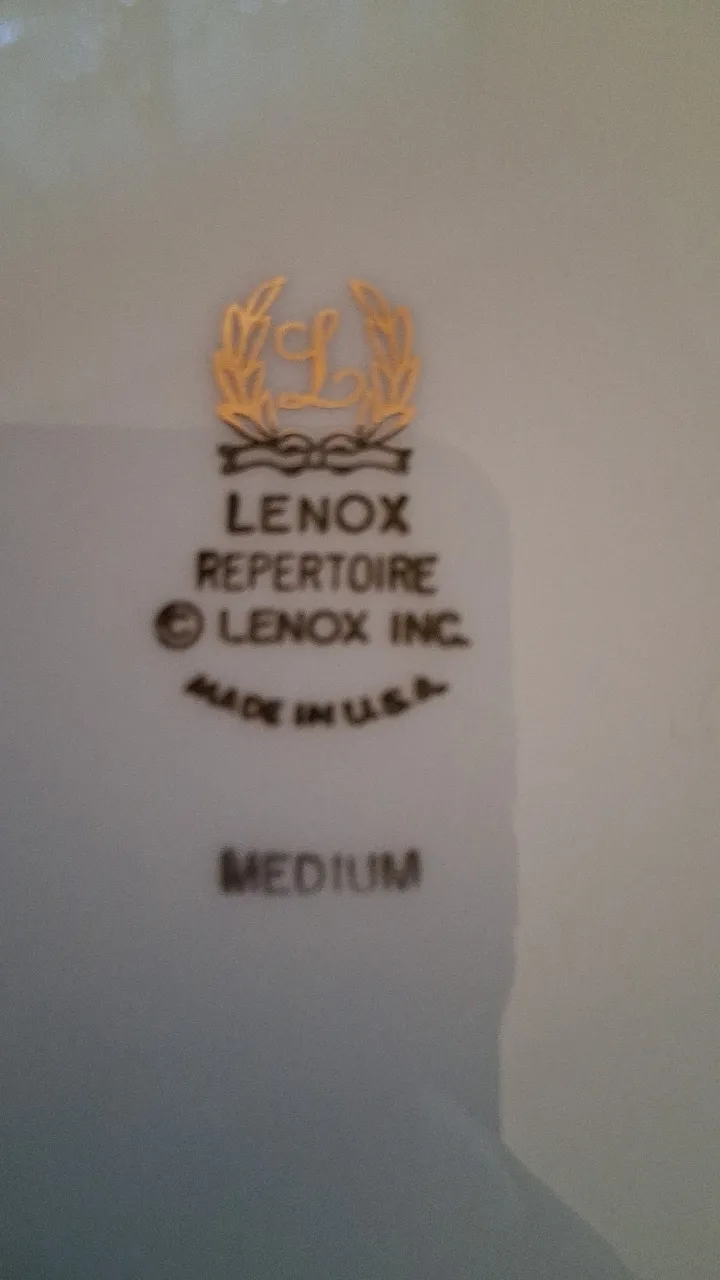 L
LENOX
REPERTOIRE
© LENOX INC.
MADE IN U.S.A.
MEDIUM